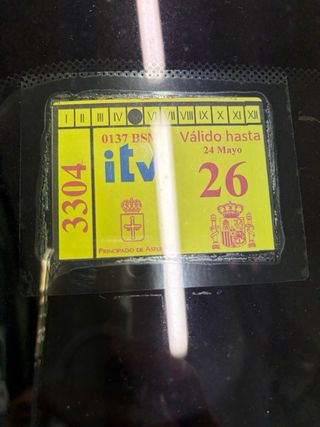 I II III IV VI VII VIII IX X XI XII
0137 BSM
Válido hasta
24 Mayo
3304
itv
26
PRINCIPADO DE